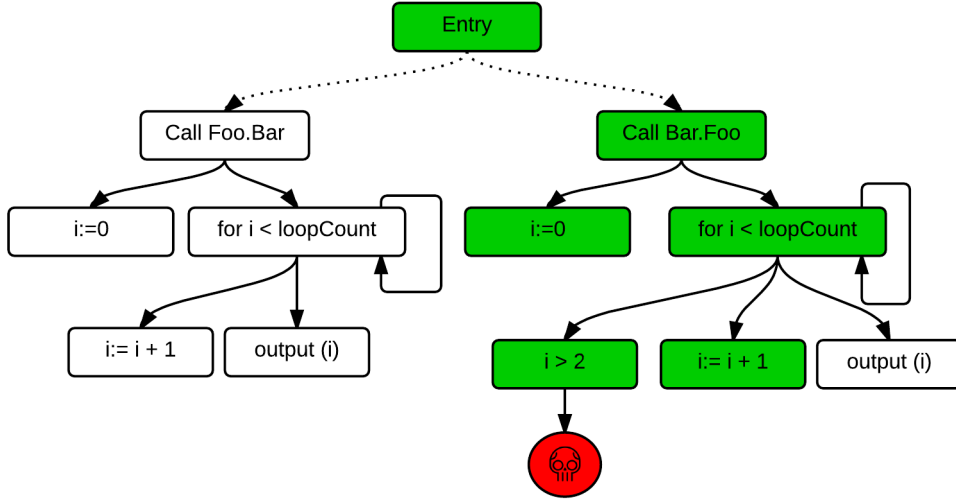 Entry
Call Foo.Bar
Call Bar.Foo
i:=0
for i < loopCount
i:=0
for i < loopCount
i:= i + 1
output (i)
i > 2
i:= i + 1
output (i)